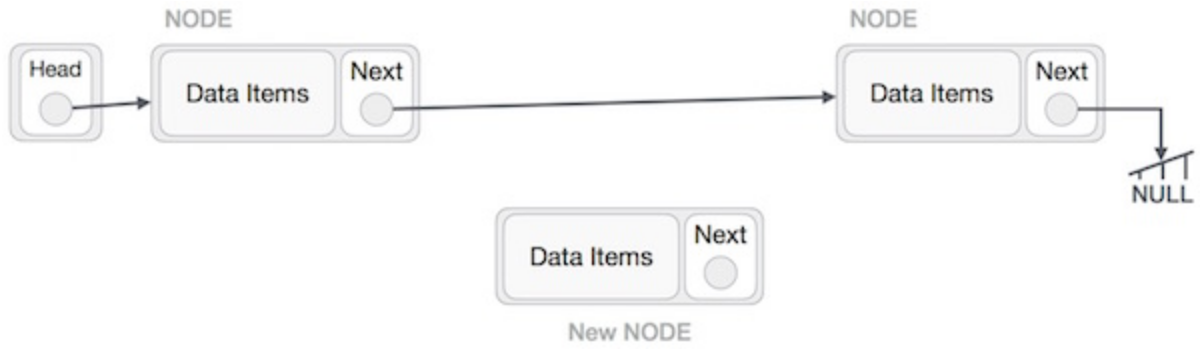 NODE
NODE
Head
Data Items
Next
Data Items
Next
NULL
Data Items
Next
New NODE